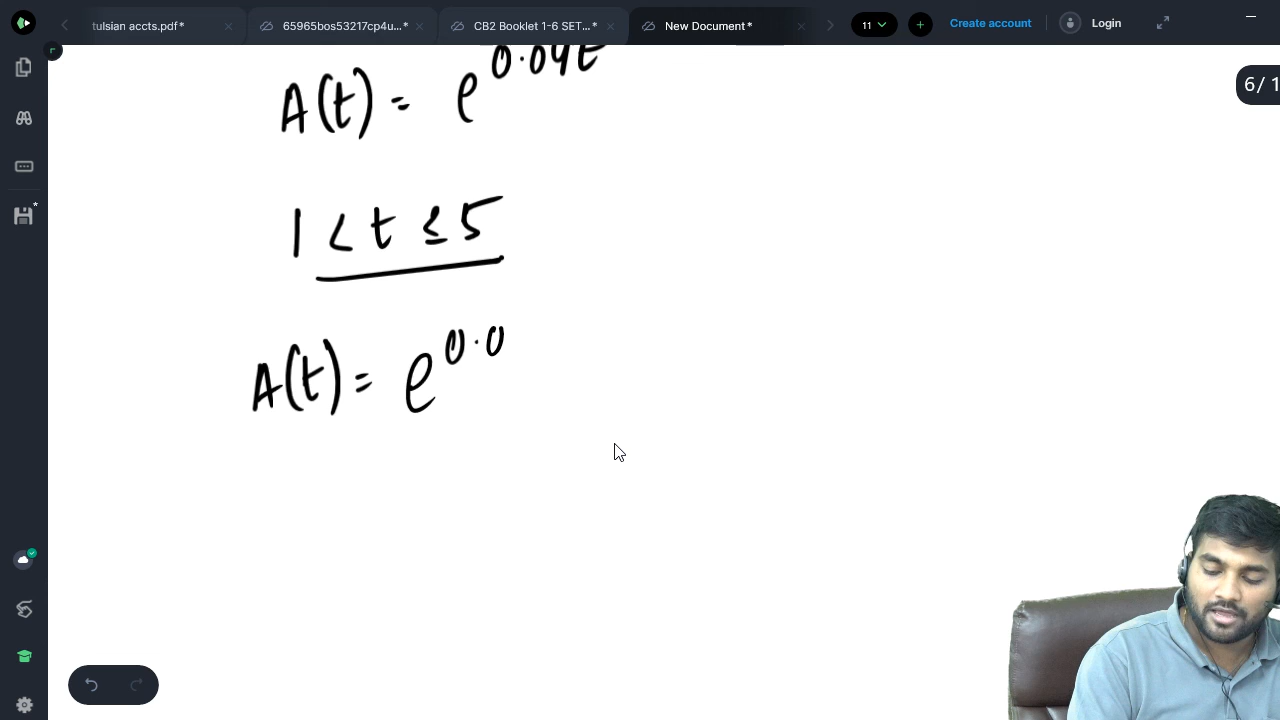 tulsian accts.pdf* 65965bos53217cp4u...* CB2 Booklet 1-6 SET...* New Document* 11 Create account Login
6/ 1
A(t) = e^0.04t
1 < t ≤ 5
A(t) = e^0.0